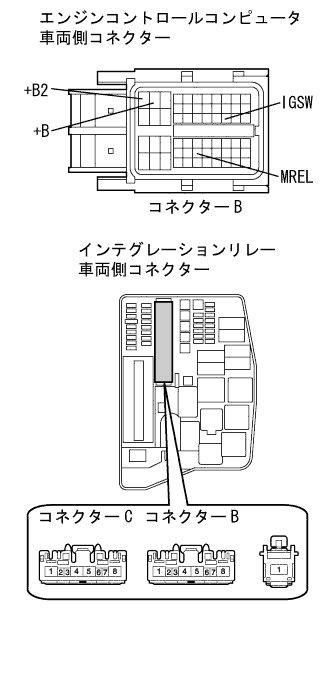 エンジンコントロールコンピュータ
車両側コネクター
+B2
IGSW
+B
MREL
コネクターB
インテグレーションリレー
車両側コネクター
コネクターC コネクターB
1 2 3 4 5 6 7 8
1 2 3 4 5 6 7 8
1